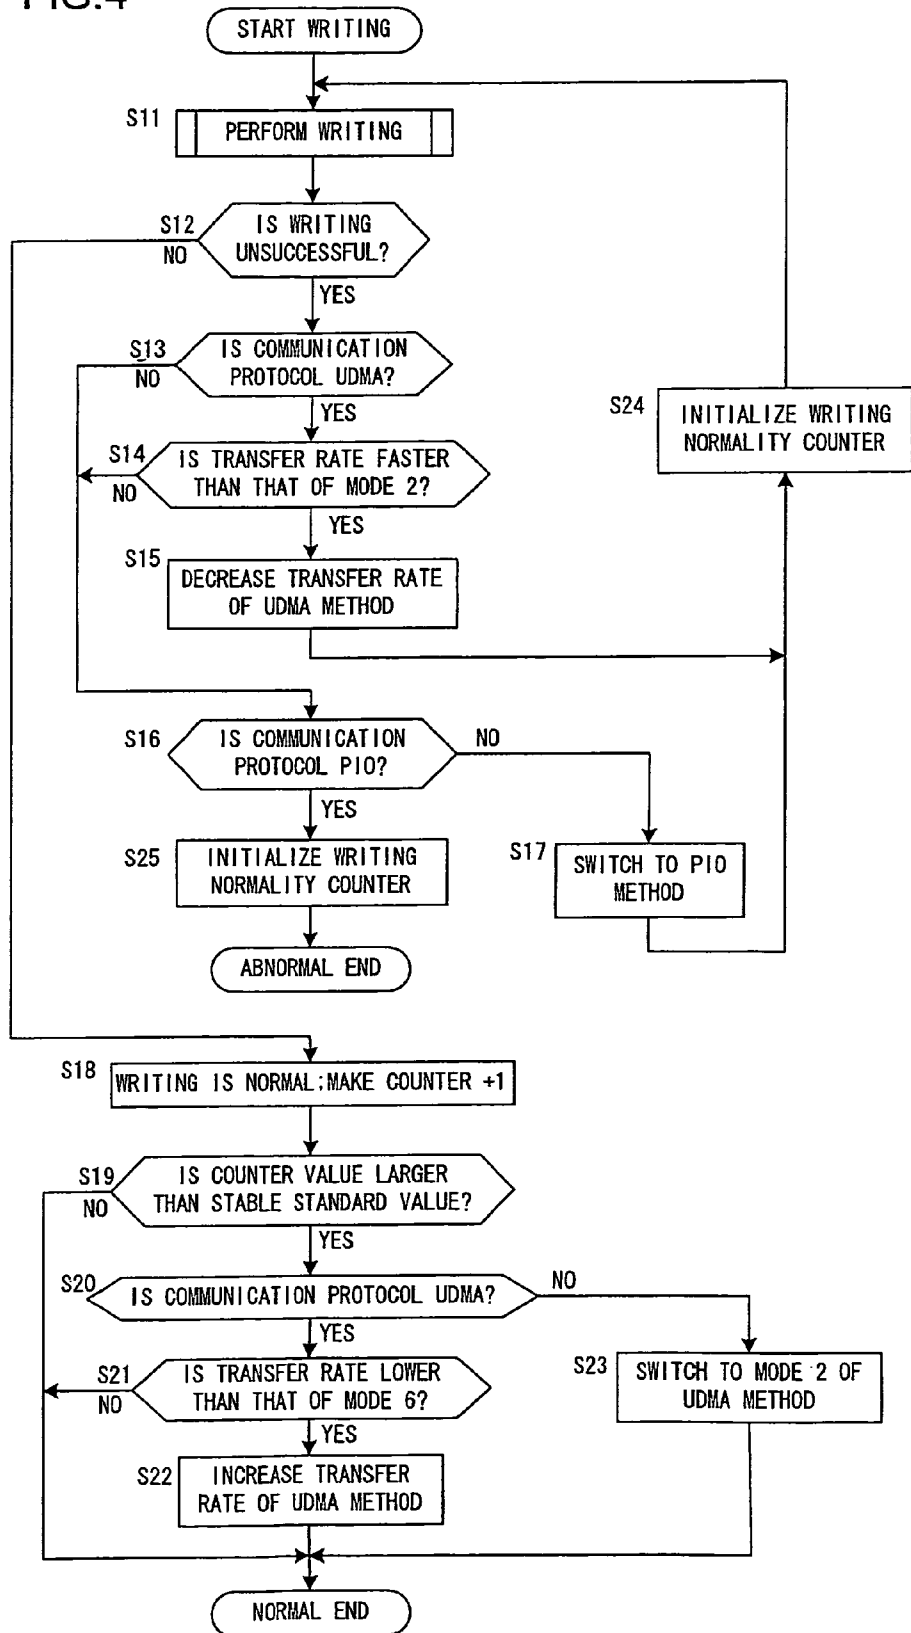 FIG.4
START WRITING
S11
PERFORM WRITING
S12
NO
IS WRITING
UNSUCCESSFUL?
YES
S13
NO
IS COMMUNICATION
PROTOCOL UDMA?
YES
S24
INITIALIZE WRITING
NORMALITY COUNTER
S14
NO
IS TRANSFER RATE FASTER
THAN THAT OF MODE 2?
YES
S15
DECREASE TRANSFER RATE
OF UDMA METHOD
S16
IS COMMUNICATION
PROTOCOL PIO?
NO
YES
S25
INITIALIZE WRITING
NORMALITY COUNTER
S17
SWITCH TO PIO
METHOD
ABNORMAL END
S18
WRITING IS NORMAL;MAKE COUNTER +1
S19
NO
IS COUNTER VALUE LARGER
THAN STABLE STANDARD VALUE?
YES
S20
IS COMMUNICATION PROTOCOL UDMA?
NO
YES
S21
NO
IS TRANSFER RATE LOWER
THAN THAT OF MODE 6?
YES
S23
SWITCH TO MODE 2 OF
UDMA METHOD
S22
INCREASE TRANSFER
RATE OF UDMA METHOD
NORMAL END